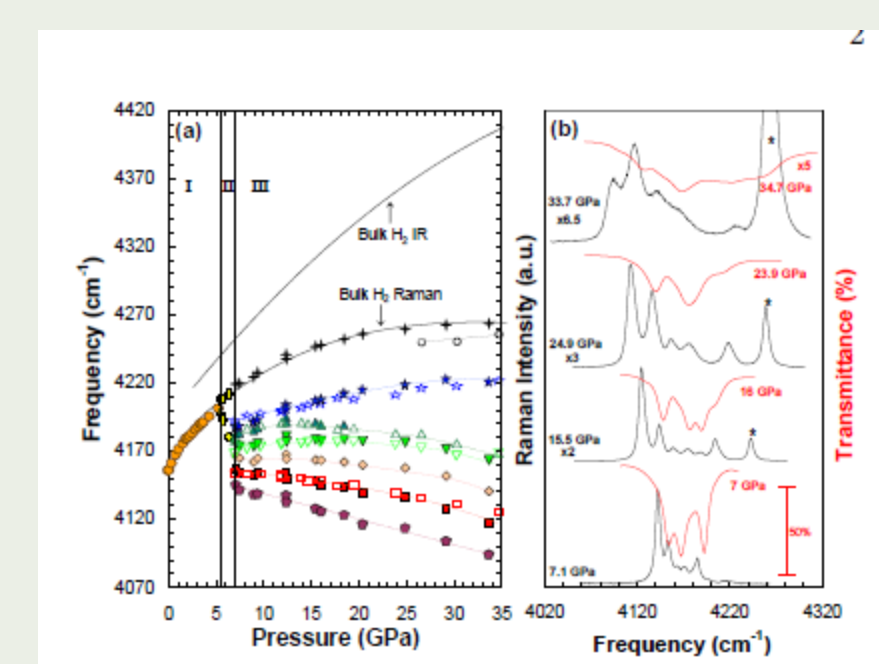 2
4420
4370
4320
4270
4220
4170
4120
4070
Frequency (cm⁻¹)
(a)
I
II
III
Bulk H₂ IR
Bulk H₂ Raman
0 5 10 15 20 25 30 35
Pressure (GPa)
(b)
*
x5
34.7 GPa
33.7 GPa
x6.5
23.9 GPa
*
24.9 GPa
x3
16 GPa
*
15.5 GPa
x2
7 GPa
50%
7.1 GPa
Raman Intensity (a.u.)
Transmittance (%)
4020 4120 4220 4320
Frequency (cm⁻¹)